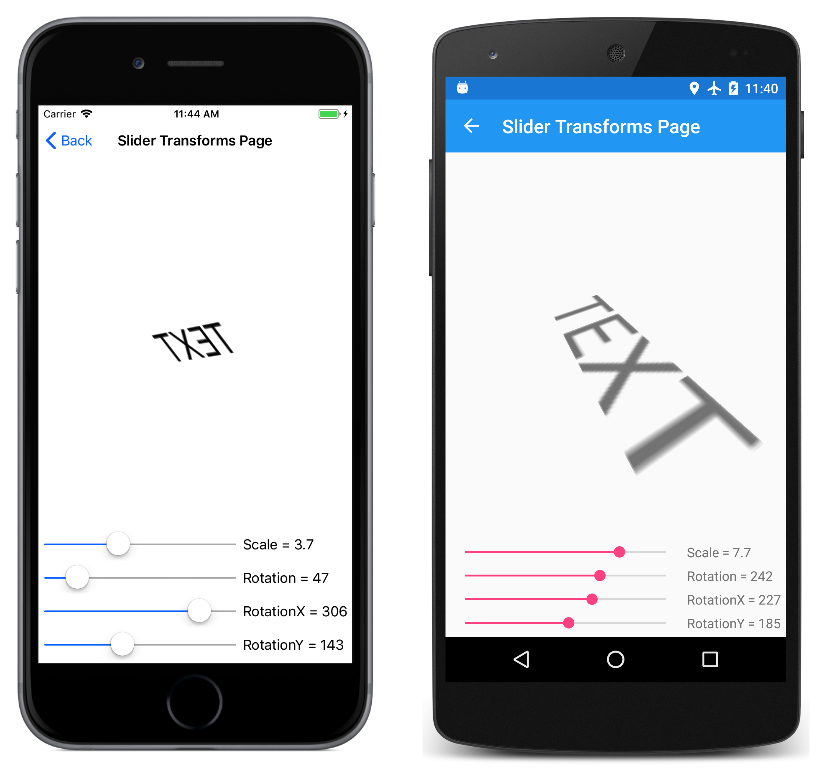 Carrier 11:44 AM
Back Slider Transforms Page
TEXT
Scale = 3.7
Rotation = 47
RotationX = 306
RotationY = 143
11:40
Slider Transforms Page
TEXT
Scale = 7.7
Rotation = 242
RotationX = 227
RotationY = 185